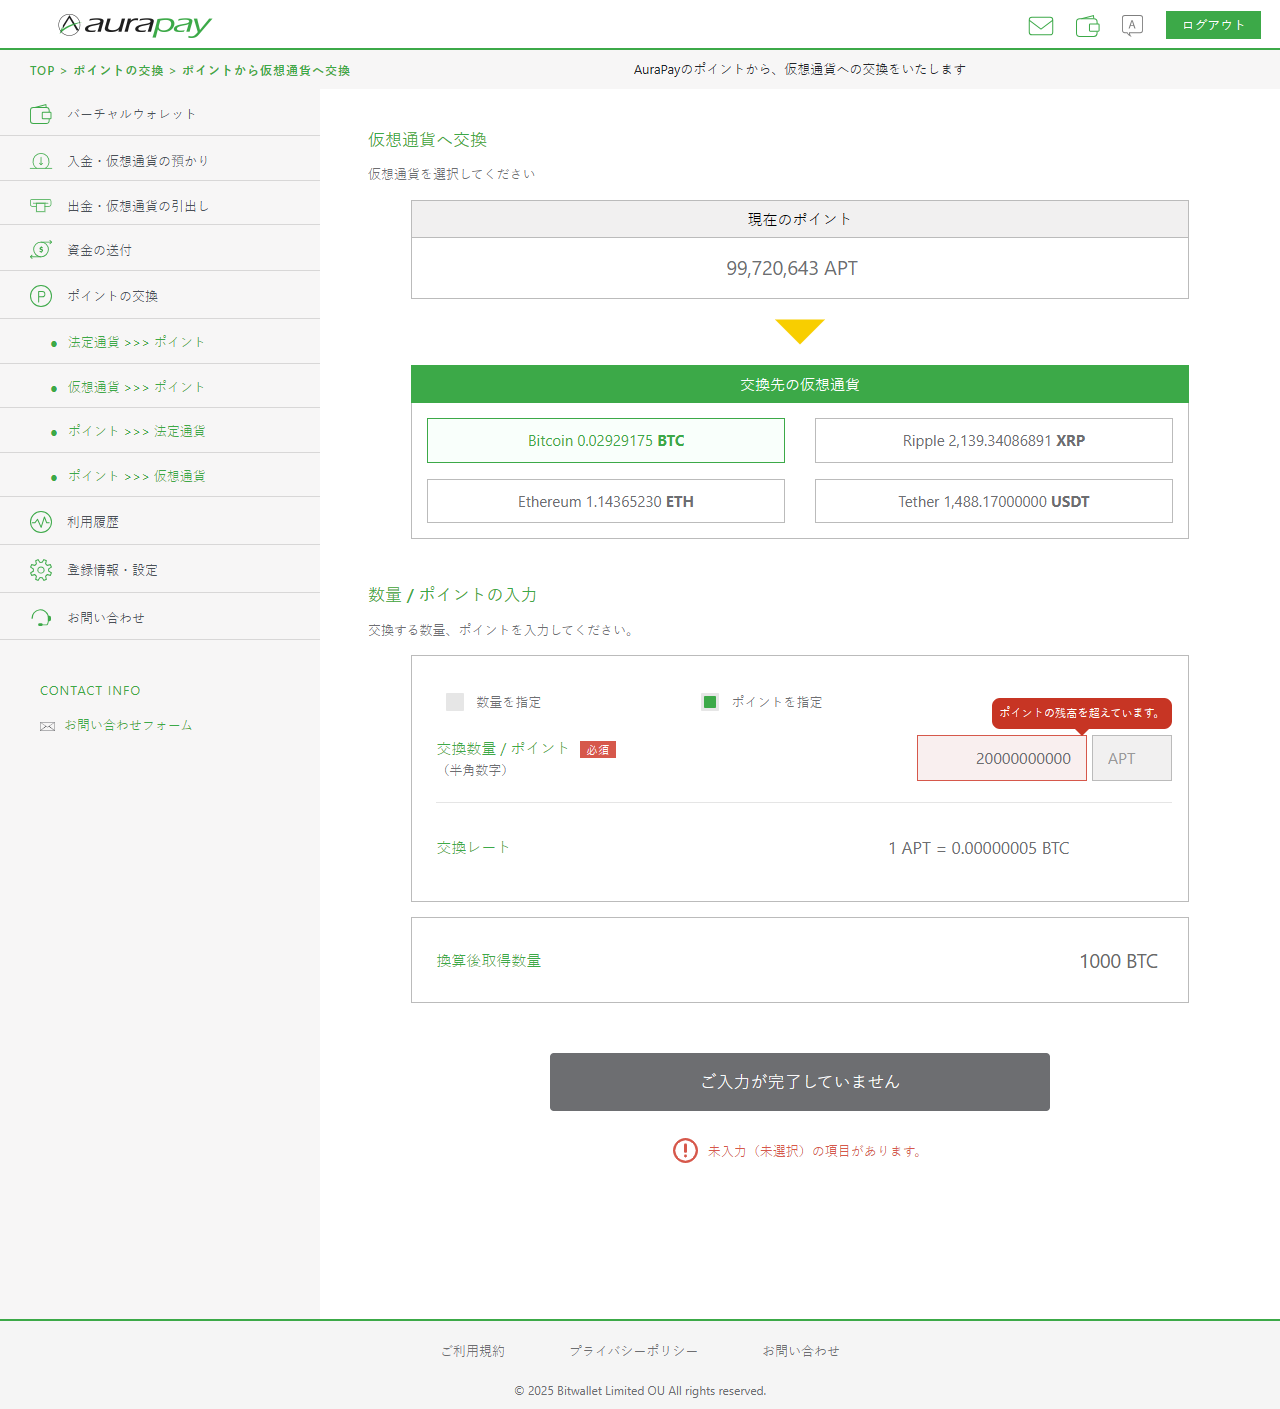 aurapay
A
ログアウト
TOP > ポイントの交換 > ポイントから仮想通貨へ交換
AuraPayのポイントから、仮想通貨への交換をいたします
バーチャルウォレット
入金・仮想通貨の預かり
出金・仮想通貨の引出し
資金の送付
ポイントの交換
法定通貨 >>> ポイント
仮想通貨 >>> ポイント
ポイント >>> 法定通貨
ポイント >>> 仮想通貨
利用履歴
登録情報・設定
お問い合わせ
CONTACT INFO
お問い合わせフォーム
仮想通貨へ交換
仮想通貨を選択してください
現在のポイント
99,720,643 APT
交換先の仮想通貨
Bitcoin 0.02929175 BTC
Ripple 2,139.34086891 XRP
Ethereum 1.14365230 ETH
Tether 1,488.17000000 USDT
数量 / ポイントの入力
交換する数量、ポイントを入力してください。
数量を指定
ポイントを指定
ポイントの残高を超えています。
交換数量 / ポイント 必須
（半角数字）
20000000000
APT
交換レート
1 APT = 0.00000005 BTC
換算後取得数量
1000 BTC
ご入力が完了していません
未入力（未選択）の項目があります。
ご利用規約
プライバシーポリシー
お問い合わせ
© 2025 Bitwallet Limited OU All rights reserved.